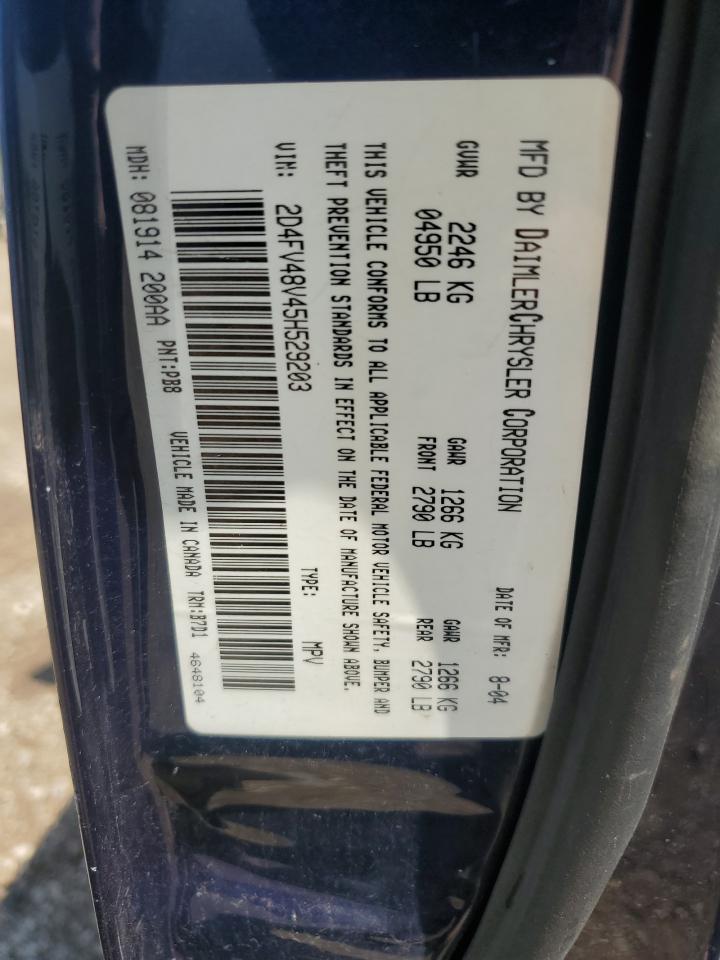 MFD BY DAIMLERCHRYSLER CORPORATION
DATE OF MFR: 8-04
GVWR 2246 KG
04950 LB
GAWR 1266 KG
FRONT 2790 LB
GAWR 1266 KG
REAR 2790 LB
THIS VEHICLE CONFORMS TO ALL APPLICABLE FEDERAL MOTOR VEHICLE SAFETY, BUMPER AND
THEFT PREVENTION STANDARDS IN EFFECT ON THE DATE OF MANUFACTURE SHOWN ABOVE.
VIN: 2D4FV48V45H529203
TYPE: MPV
MDH: 081914 200AA PNT:PB8
VEHICLE MADE IN CANADA TRM:B7D1
4648104